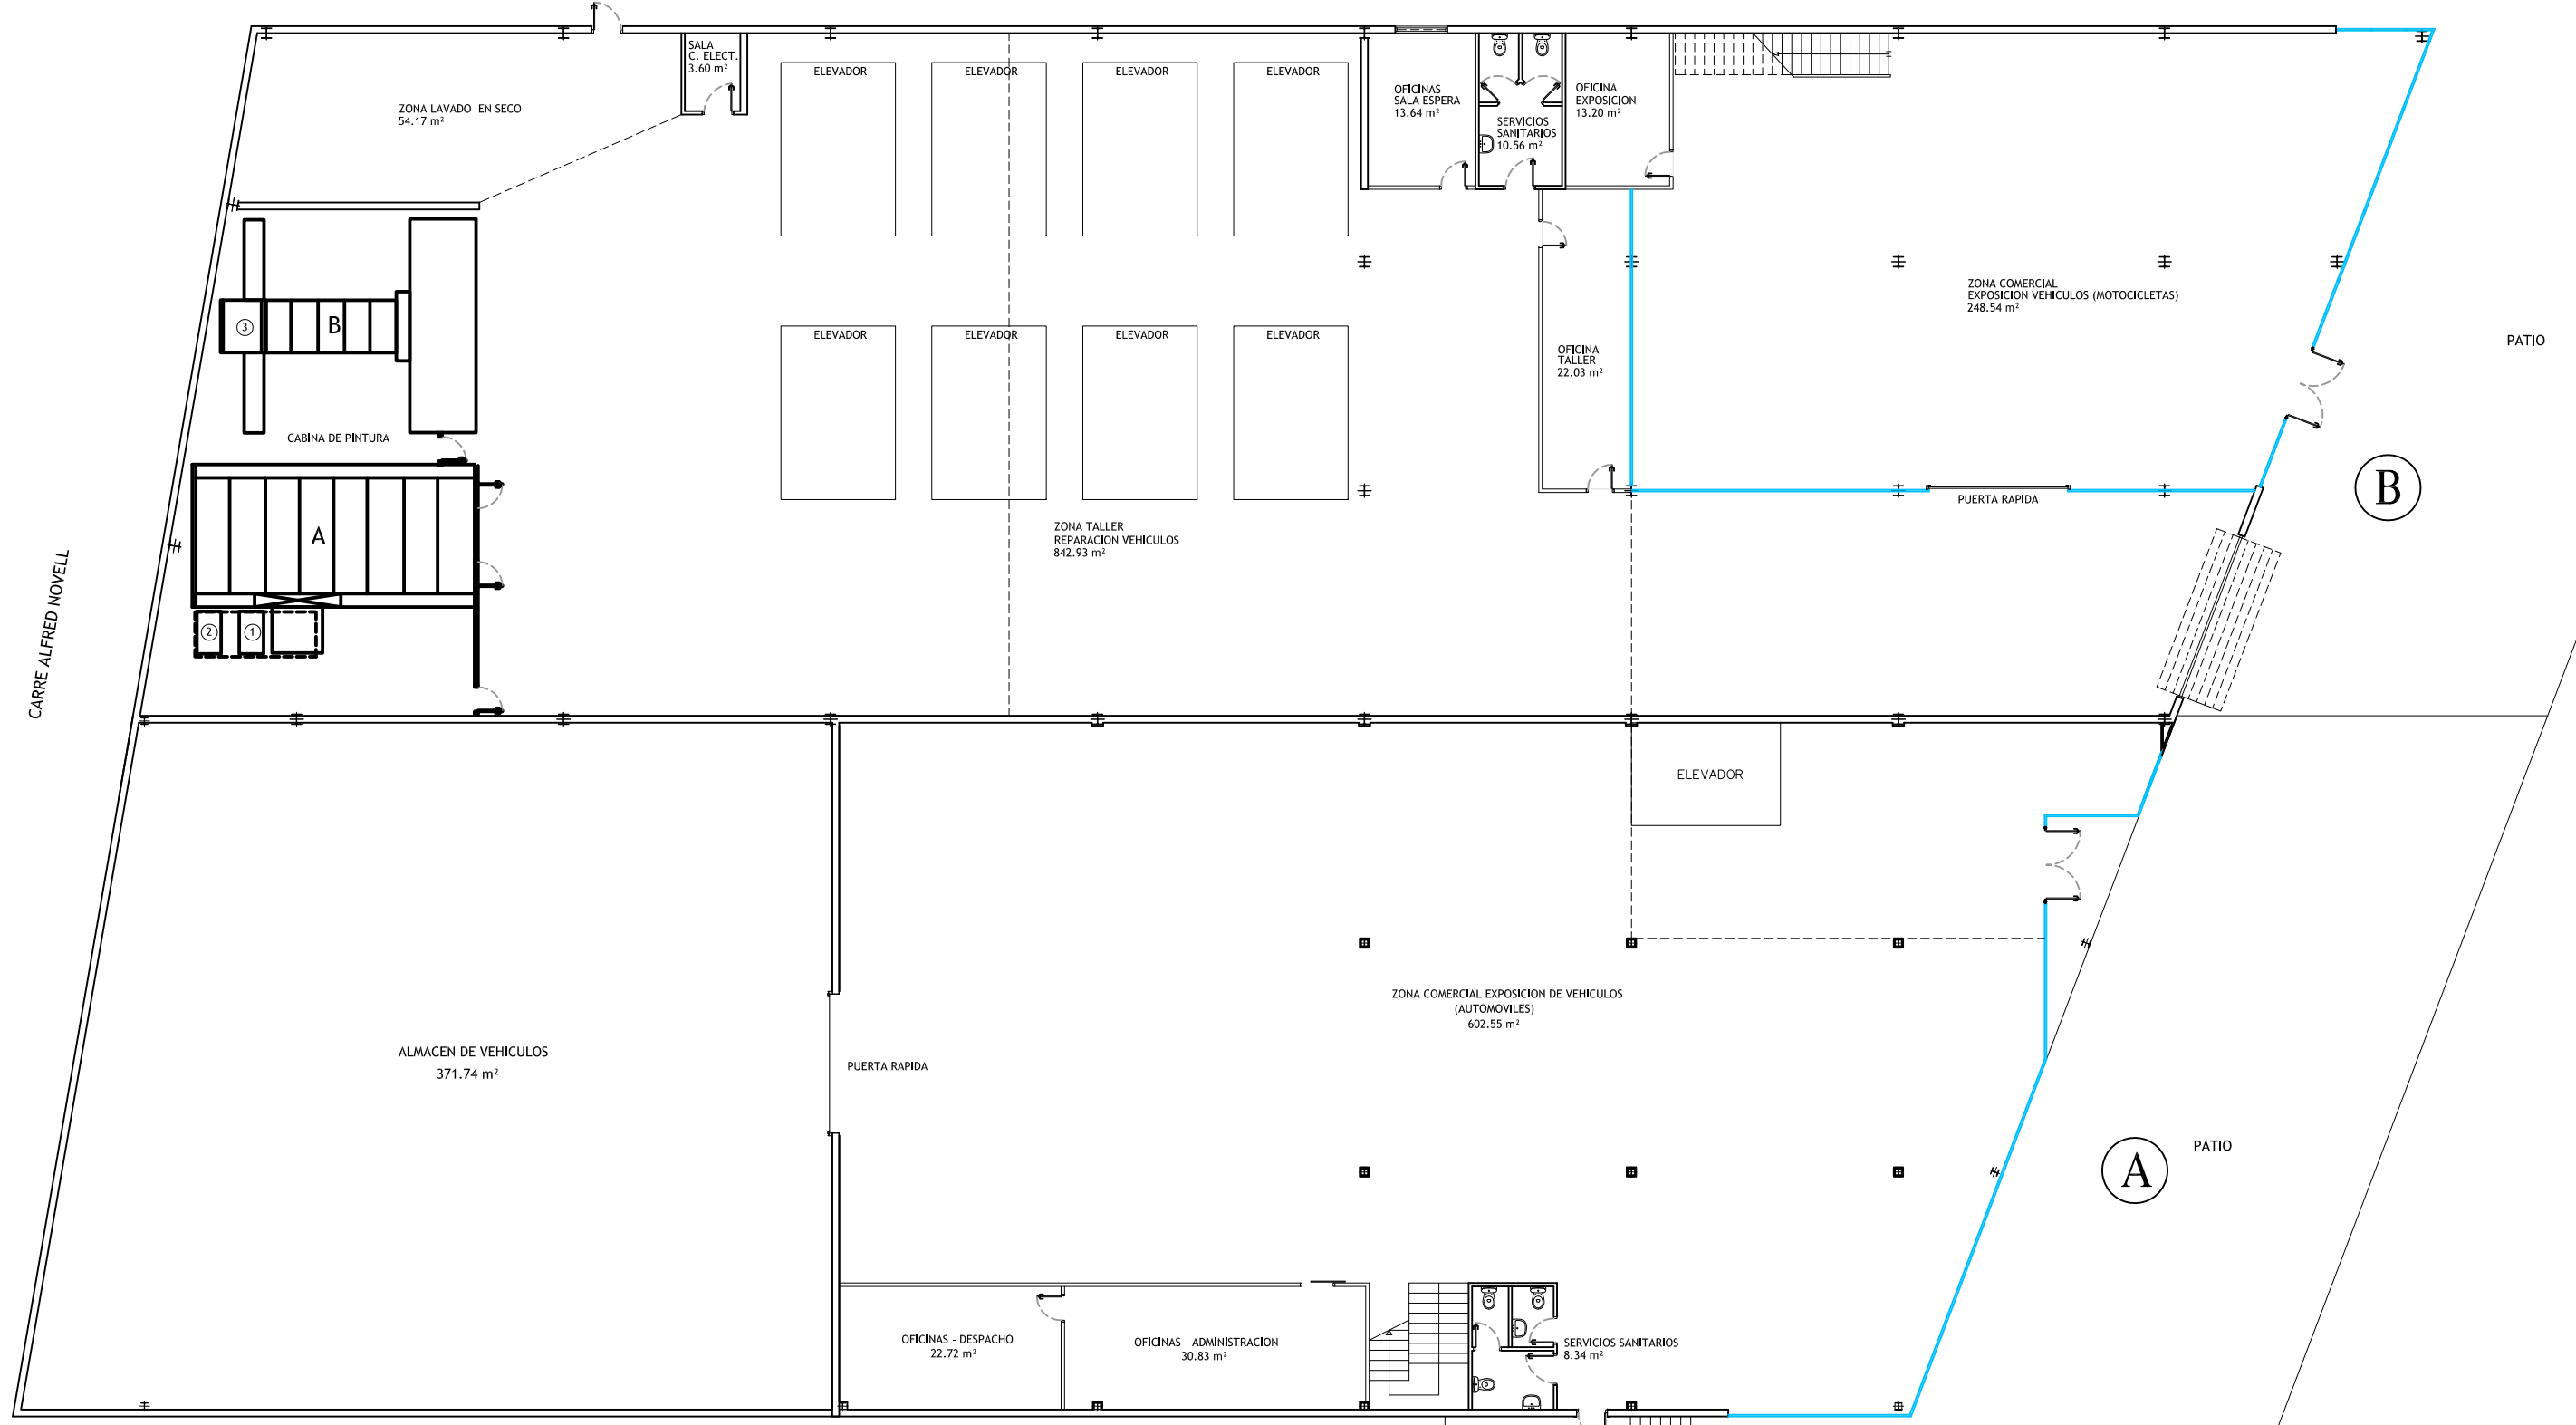 SALA
C. ELECT.
3.60 m²
ELEVADOR
ELEVADOR
ELEVADOR
ELEVADOR
ZONA LAVADO EN SECO
54.17 m²
OFICINAS
SALA ESPERA
13.64 m²
SERVICIOS
SANITARIOS
10.56 m²
OFICINA
EXPOSICION
13.20 m²
ZONA COMERCIAL
EXPOSICION VEHICULOS (MOTOCICLETAS)
248.54 m²
PATIO
3
B
ELEVADOR
ELEVADOR
ELEVADOR
ELEVADOR
OFICINA
TALLER
22.03 m²
CABINA DE PINTURA
B
PUERTA RAPIDA
A
ZONA TALLER
REPARACION VEHICULOS
842.93 m²
2
1
CARRE ALFRED NOVELL
ELEVADOR
ZONA COMERCIAL EXPOSICION DE VEHICULOS
(AUTOMOVILES)
602.55 m²
ALMACEN DE VEHICULOS
371.74 m²
PUERTA RAPIDA
PATIO
A
OFICINAS - DESPACHO
22.72 m²
OFICINAS - ADMINISTRACION
30.83 m²
SERVICIOS SANITARIOS
8.34 m²